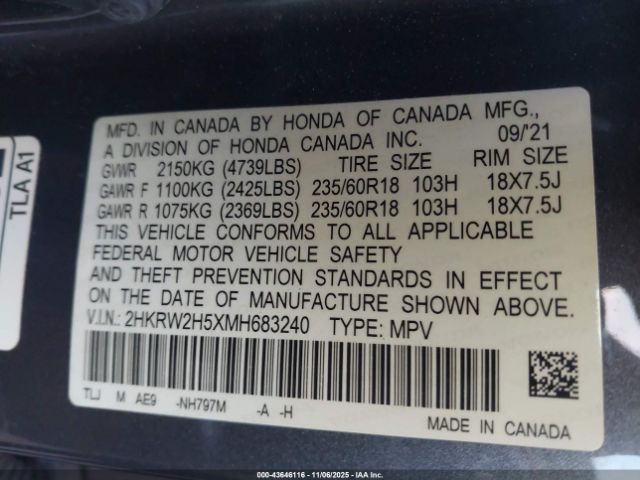 TLA A1
MFD. IN CANADA BY HONDA OF CANADA MFG.,
A DIVISION OF HONDA CANADA INC. 09/'21
GVWR 2150KG (4739LBS) TIRE SIZE RIM SIZE
GAWR F 1100KG (2425LBS) 235/60R18 103H 18X7.5J
GAWR R 1075KG (2369LBS) 235/60R18 103H 18X7.5J
THIS VEHICLE CONFORMS TO ALL APPLICABLE
FEDERAL MOTOR VEHICLE SAFETY
AND THEFT PREVENTION STANDARDS IN EFFECT
ON THE DATE OF MANUFACTURE SHOWN ABOVE.
V.I.N.: 2HKRW2H5XMH683240 TYPE: MPV
TLJ M AE9 -NH797M -A -H
MADE IN CANADA
000-43646116 - 11/06/2025 - IAA Inc.